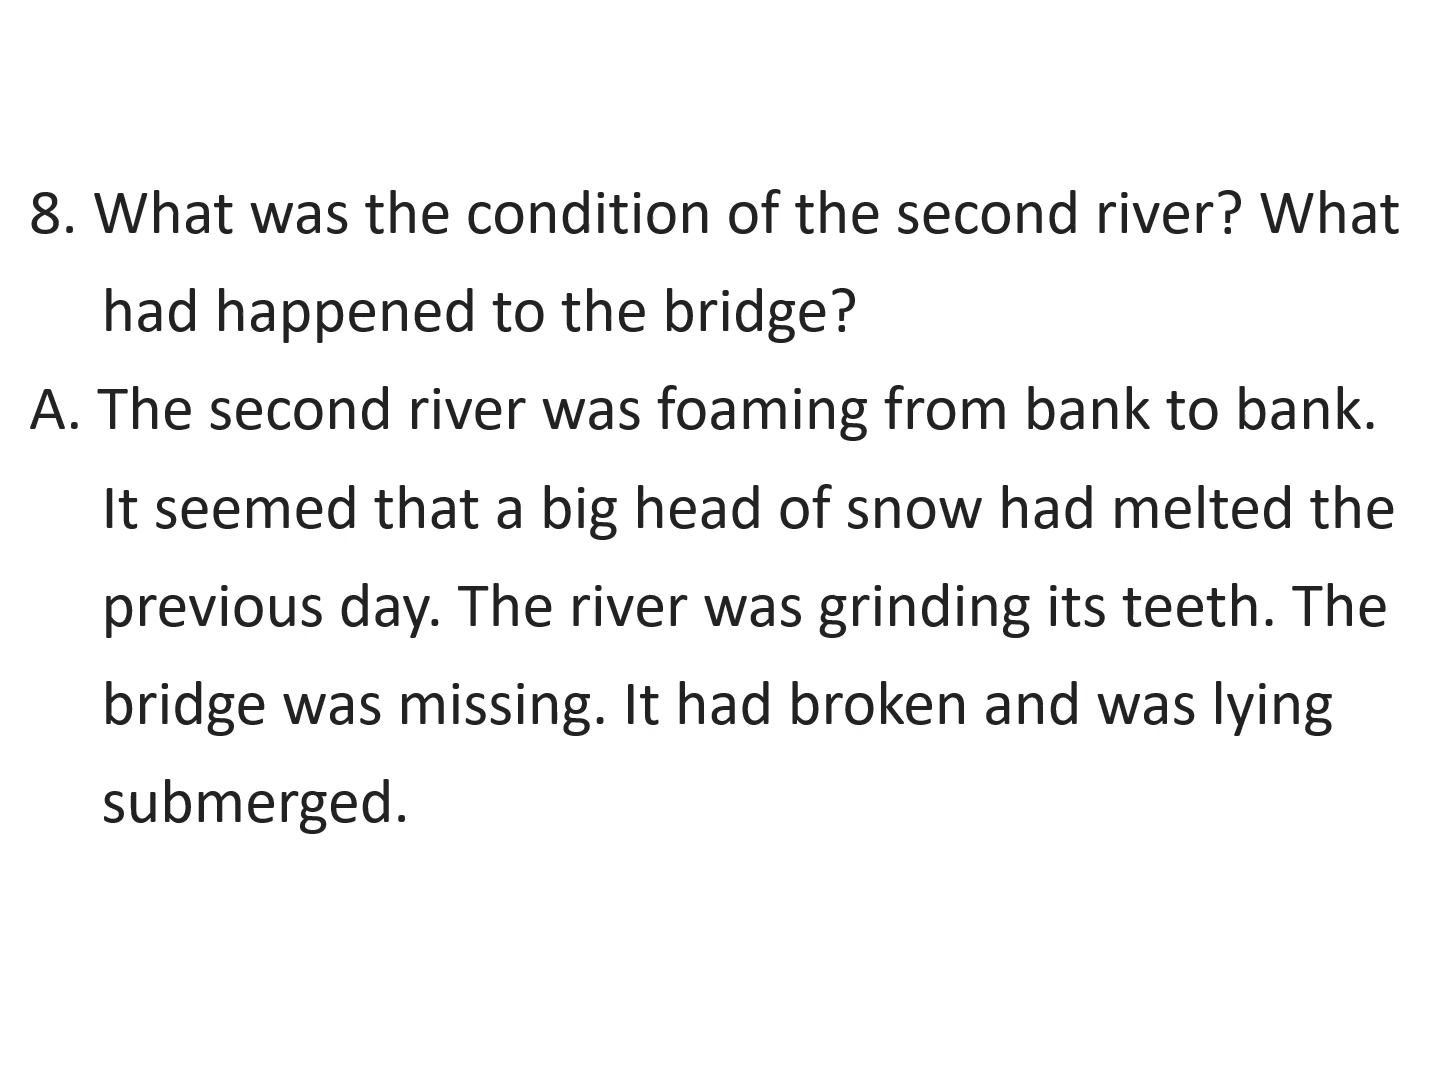 8. What was the condition of the second river? What
had happened to the bridge?
A. The second river was foaming from bank to bank.
It seemed that a big head of snow had melted the
previous day. The river was grinding its teeth. The
bridge was missing. It had broken and was lying
submerged.